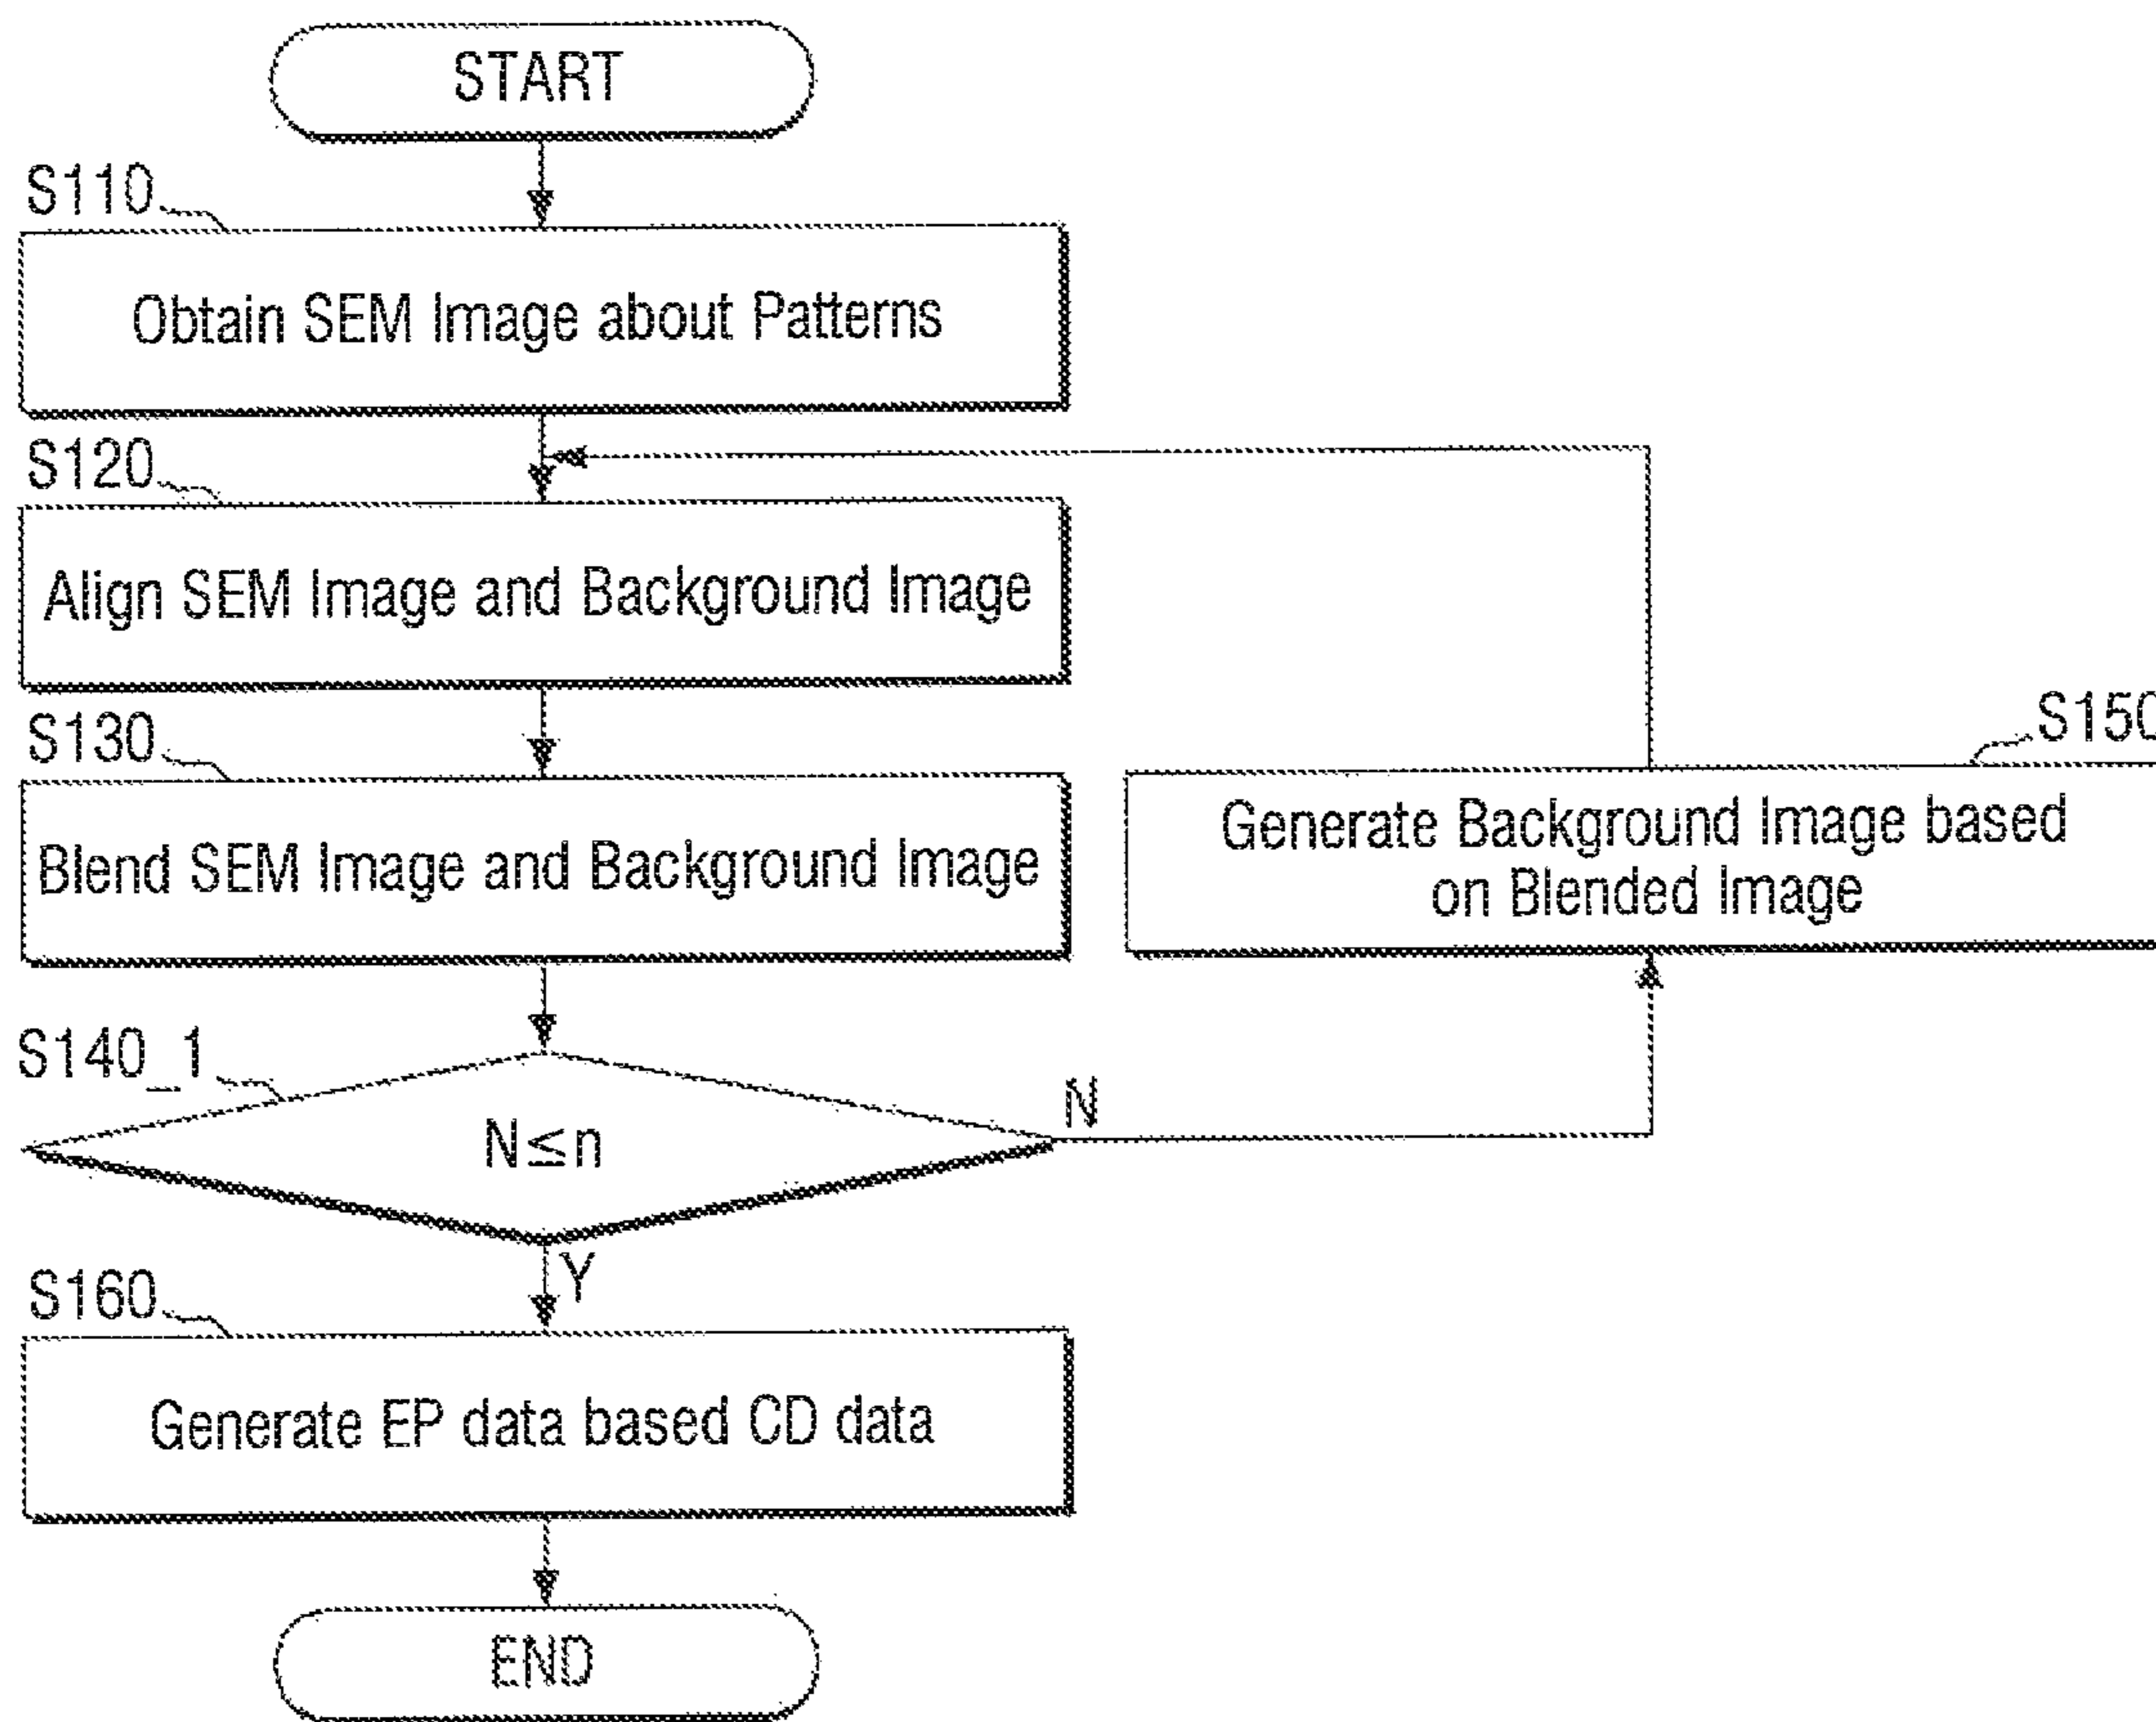 START
S110
Obtain SEM Image about Patterns
S120
Align SEM Image and Background Image
S130
Blend SEM Image and Background Image
S150
Generate Background Image based
on Blended Image
S140_1
N≤n
N
Y
S160
Generate EP data based CD data
END